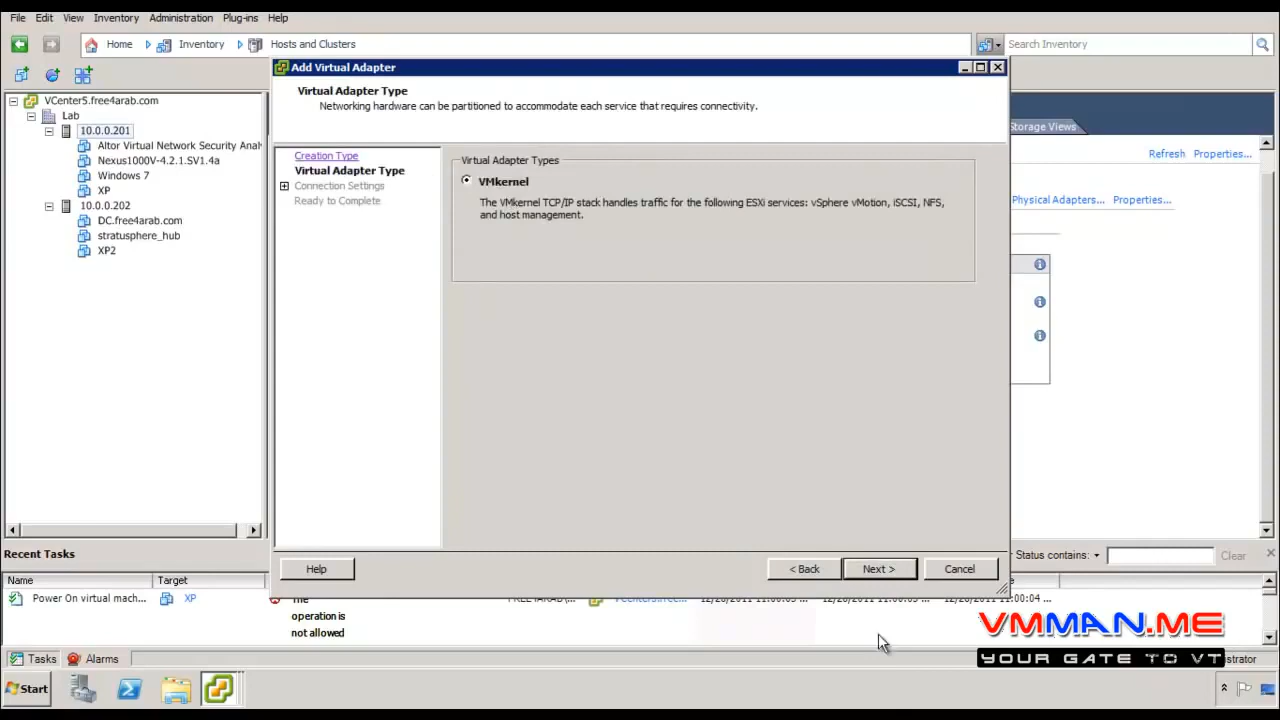 File Edit View Inventory Administration Plug-ins Help
Home Inventory Hosts and Clusters
Search Inventory
Add Virtual Adapter
Virtual Adapter Type
Networking hardware can be partitioned to accommodate each service that requires connectivity.
VCenter5.free4arab.com
Lab
10.0.0.201
Altor Virtual Network Security Anal
Nexus1000V-4.2.1.SV1.4a
Windows 7
XP
10.0.0.202
DC.free4arab.com
stratusphere_hub
XP2
Creation Type
Virtual Adapter Type
Connection Settings
Ready to Complete
Virtual Adapter Types
VMkernel
The VMkernel TCP/IP stack handles traffic for the following ESXi services: vSphere vMotion, iSCSI, NFS,
and host management.
Storage Views
Refresh Properties...
Physical Adapters... Properties...
Help < Back Next > Cancel
Recent Tasks
Status contains: Clear
Name Target
Power On virtual mach... XP
The
operation is
not allowed
VMMAN.ME
YOUR GATE TO VT
Tasks Alarms
Start